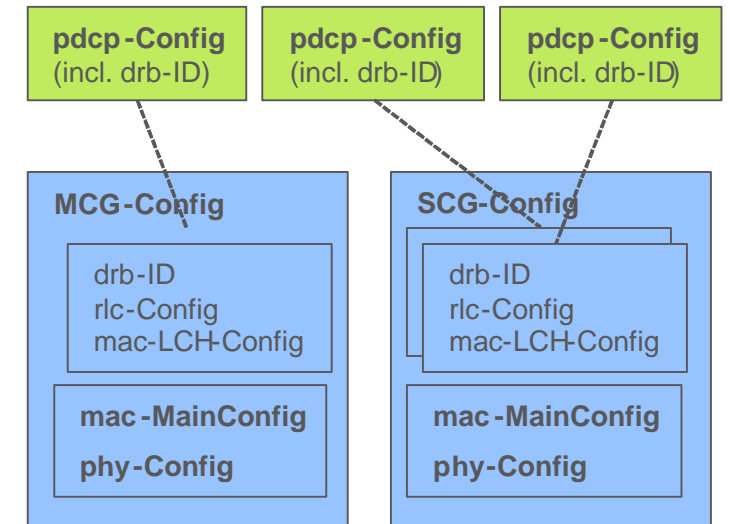 pdcp-Config
(incl. drb-ID)
pdcp-Config
(incl. drb-ID)
pdcp-Config
(incl. drb-ID)
MCG-Config
drb-ID
rlc-Config
mac-LCH-Config
mac-MainConfig
phy-Config
SCG-Config
drb-ID
rlc-Config
mac-LCH-Config
mac-MainConfig
phy-Config